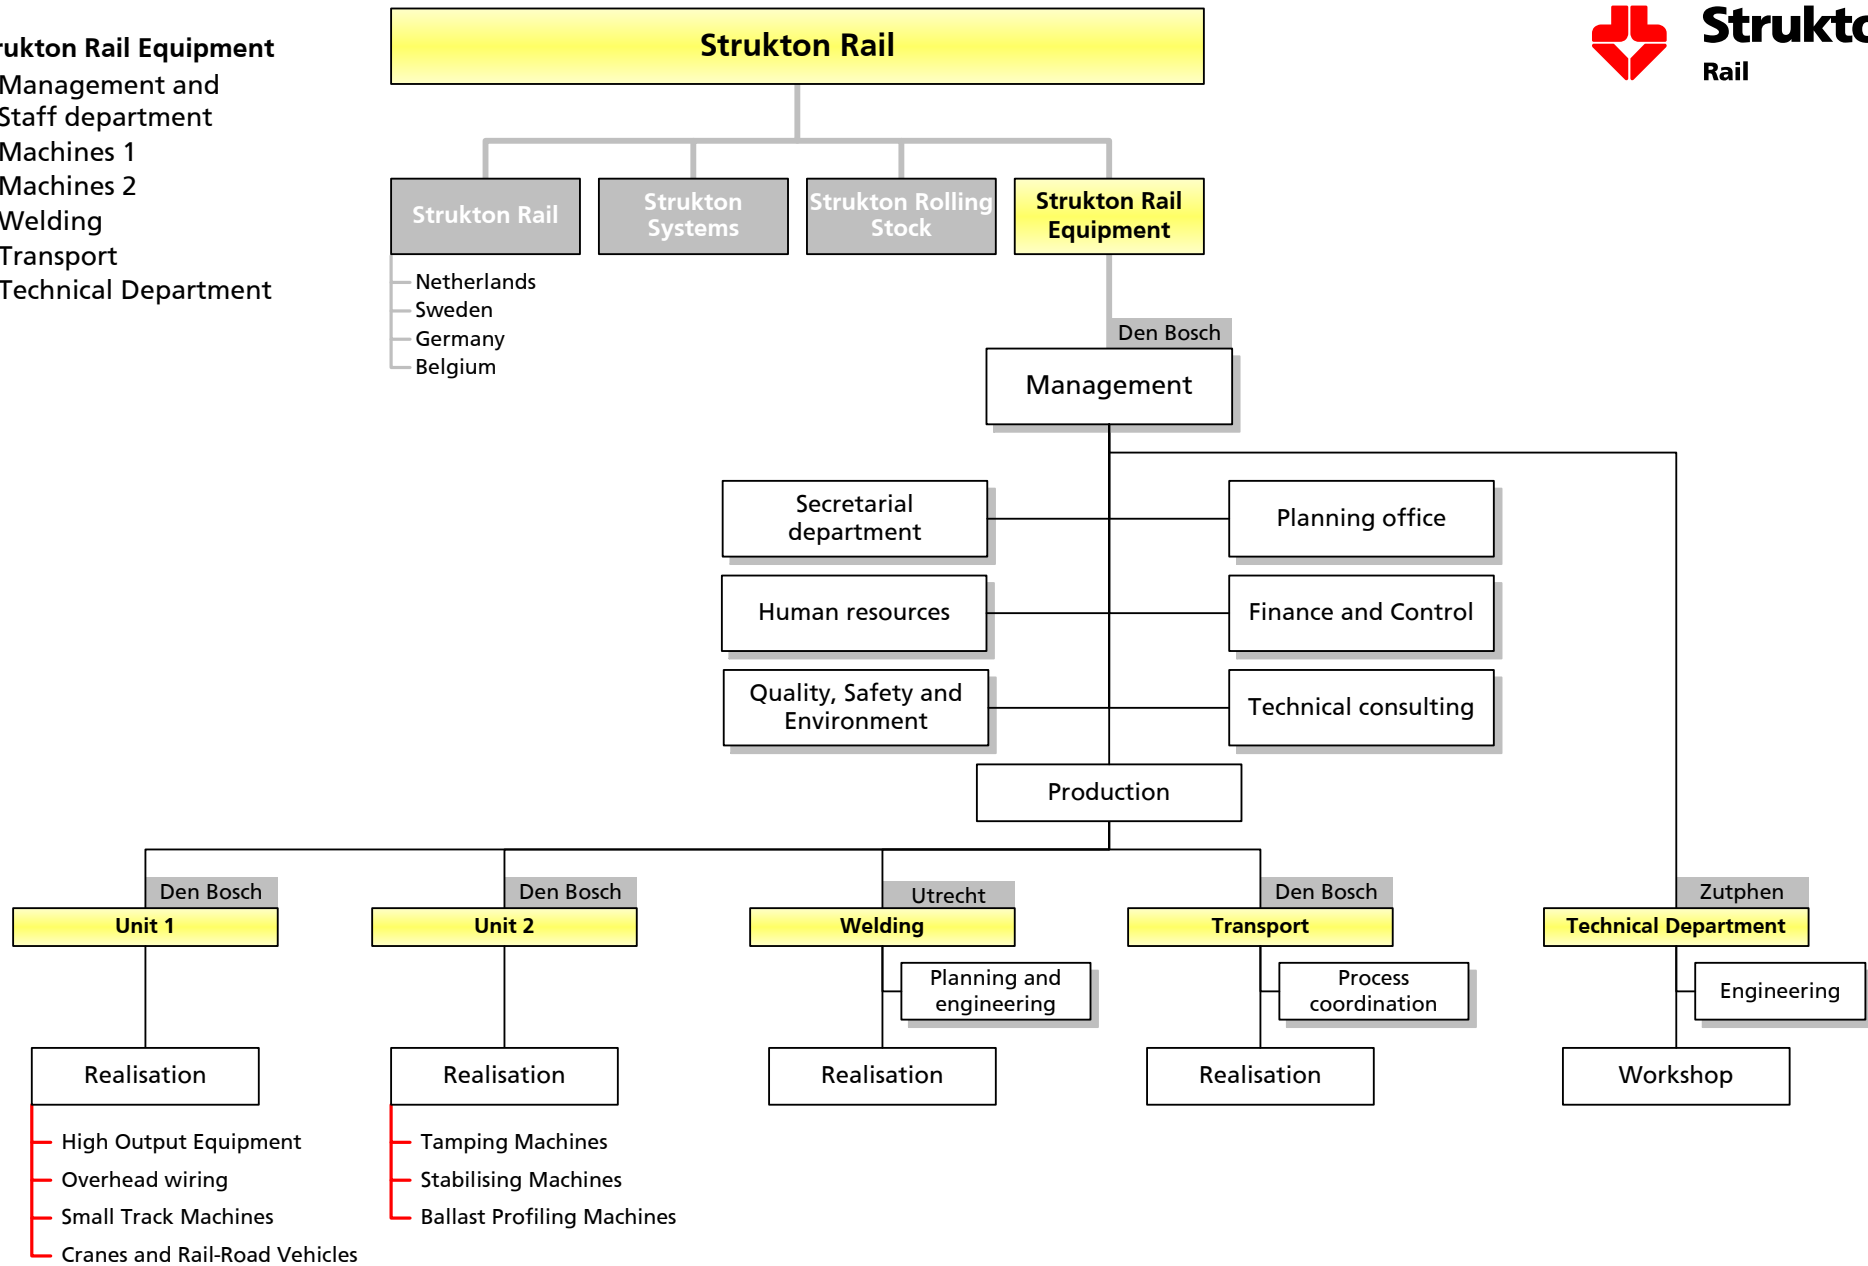 rukton Rail Equipment
Management and
Staff department
Machines 1
Machines 2
Welding
Transport
Technical Department
Strukton Rail
Strukto
Rail
Strukton Rail
Strukton
Systems
Strukton Rolling
Stock
Strukton Rail
Equipment
Netherlands
Sweden
Germany
Belgium
Den Bosch
Management
Secretarial
department
Planning office
Human resources
Finance and Control
Quality, Safety and
Environment
Technical consulting
Production
Den Bosch
Unit 1
Den Bosch
Unit 2
Utrecht
Welding
Den Bosch
Transport
Zutphen
Technical Department
Planning and
engineering
Process
coordination
Engineering
Realisation
Realisation
Realisation
Realisation
Workshop
High Output Equipment
Overhead wiring
Small Track Machines
Cranes and Rail-Road Vehicles
Tamping Machines
Stabilising Machines
Ballast Profiling Machines